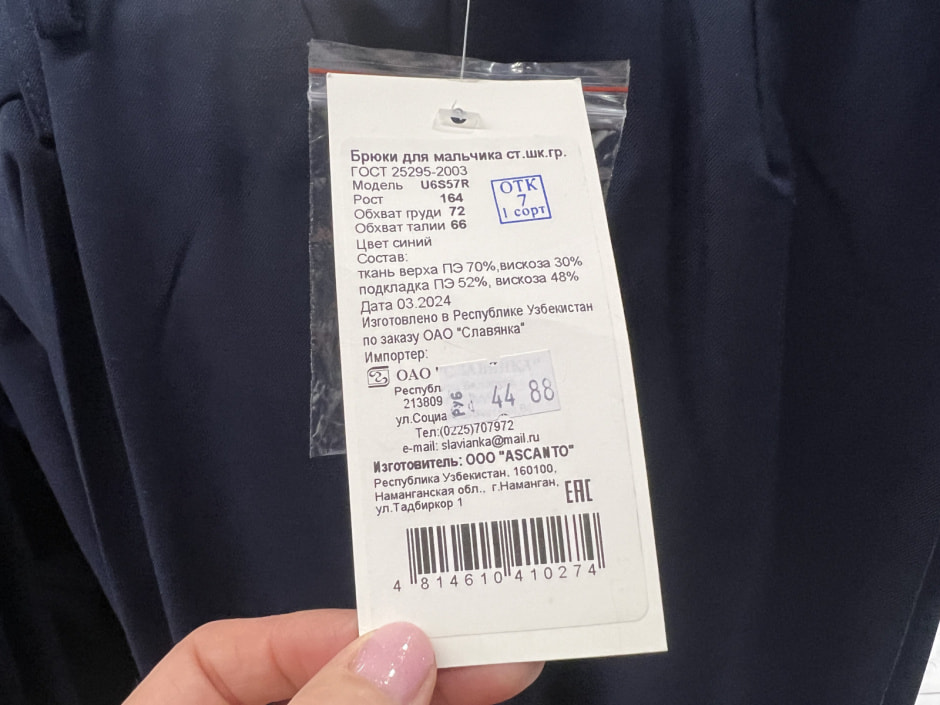 Брюки для мальчика ст.шк.гр.
ГОСТ 25295-2003
Модель U6S57R
Рост 164
Обхват груди 72
Обхват талии 66
ОТК
7
1 сорт
Цвет синий
Состав:
ткань верха ПЭ 70%,вискоза 30%
подкладка ПЭ 52%, вискоза 48%
Дата 03.2024
Изготовлено в Республике Узбекистан
по заказу ОАО "Славянка"
Импортер:
ОАО "
Республ
213809
ул.Социа
РУБ 44 88
Тел:(0225)707972
e-mail: slavianka@mail.ru
Изготовитель: ООО "ASCANTO"
Республика Узбекистан, 160100,
Наманганская обл., г.Наманган,
ул.Тадбиркор 1
EAC
4 814610 410274